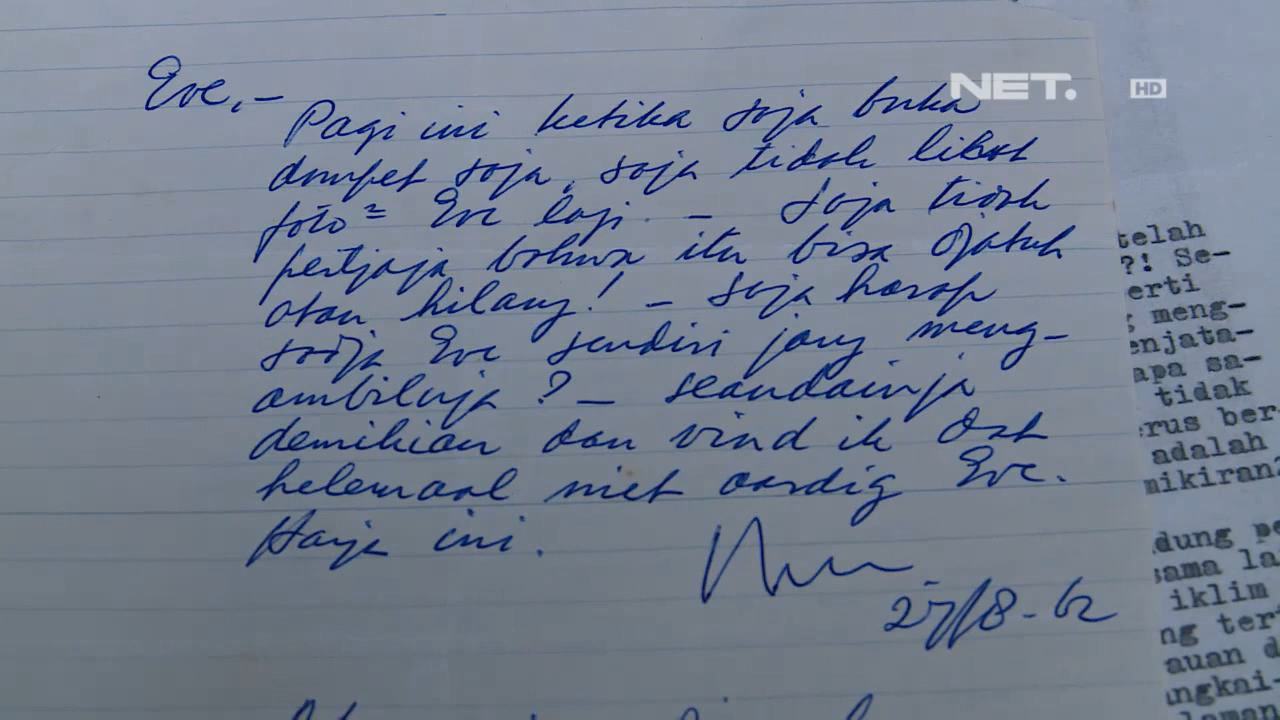 NET. HD
Eve,–
Pagi ini ketika saja buka
dompet saja, saja tidak lihat
foto² Eve lagi. – Saja tidak
pertjaja bahwa itu bisa djatuh
atau hilang! – Saja harap
sadja Eve sendiri jang meng-
ambilnja? – seandainja
demikian dan vind ik dat
helemaal niet aardig Eve.
Hanja ini.
27/8-62
telah
?! Se-
erti
meng-
enjata-
apa sa-
tidak
rus ber
adalah
mikiran?
dung pe
sama la
iklim
ng ter
auan d
ngkai-
laman